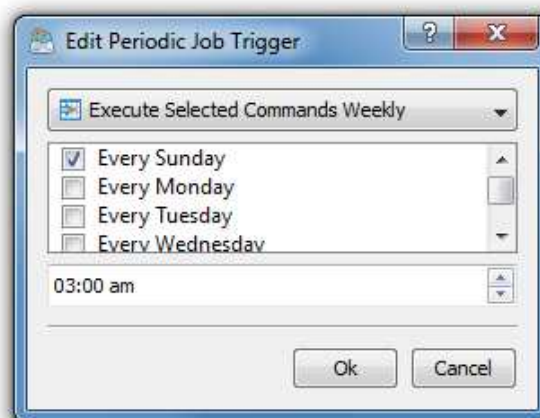 Edit Periodic Job Trigger
?
Execute Selected Commands Weekly
Every Sunday
Every Monday
Every Tuesday
Every Wednesday
03:00 am
Ok
Cancel